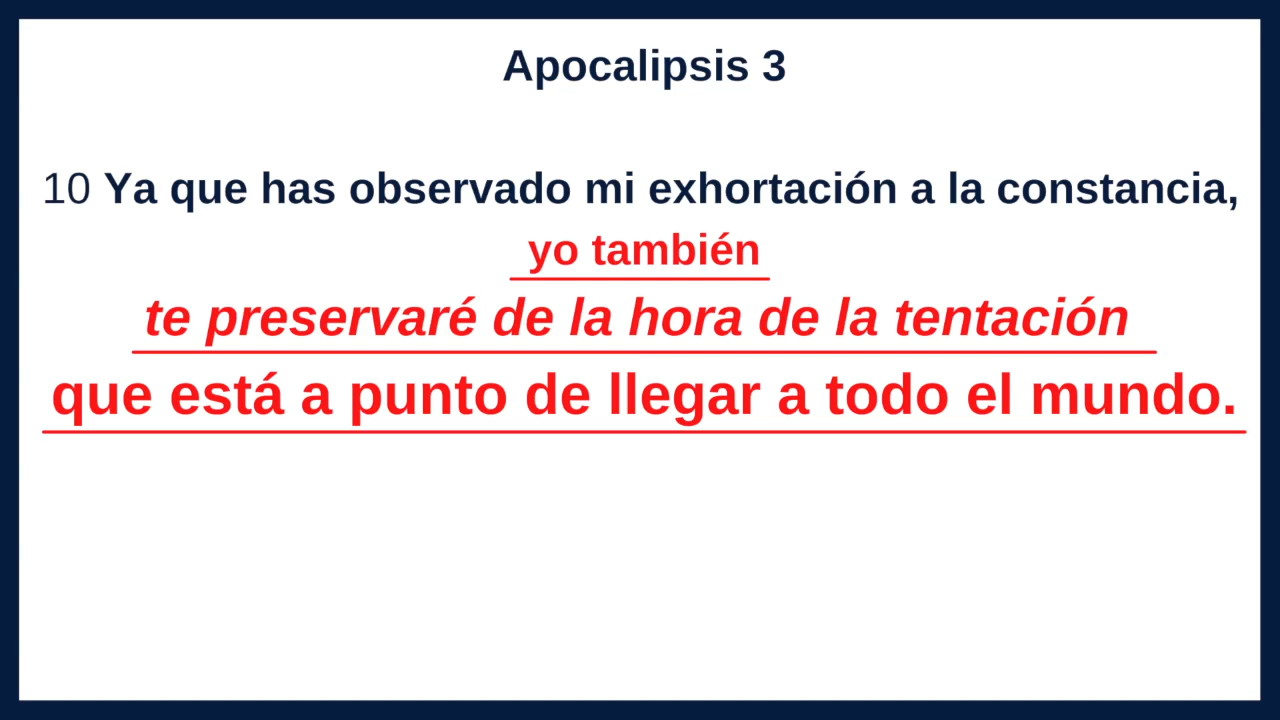 Apocalipsis 3
10 Ya que has observado mi exhortación a la constancia,
yo también
te preservaré de la hora de la tentación
que está a punto de llegar a todo el mundo.